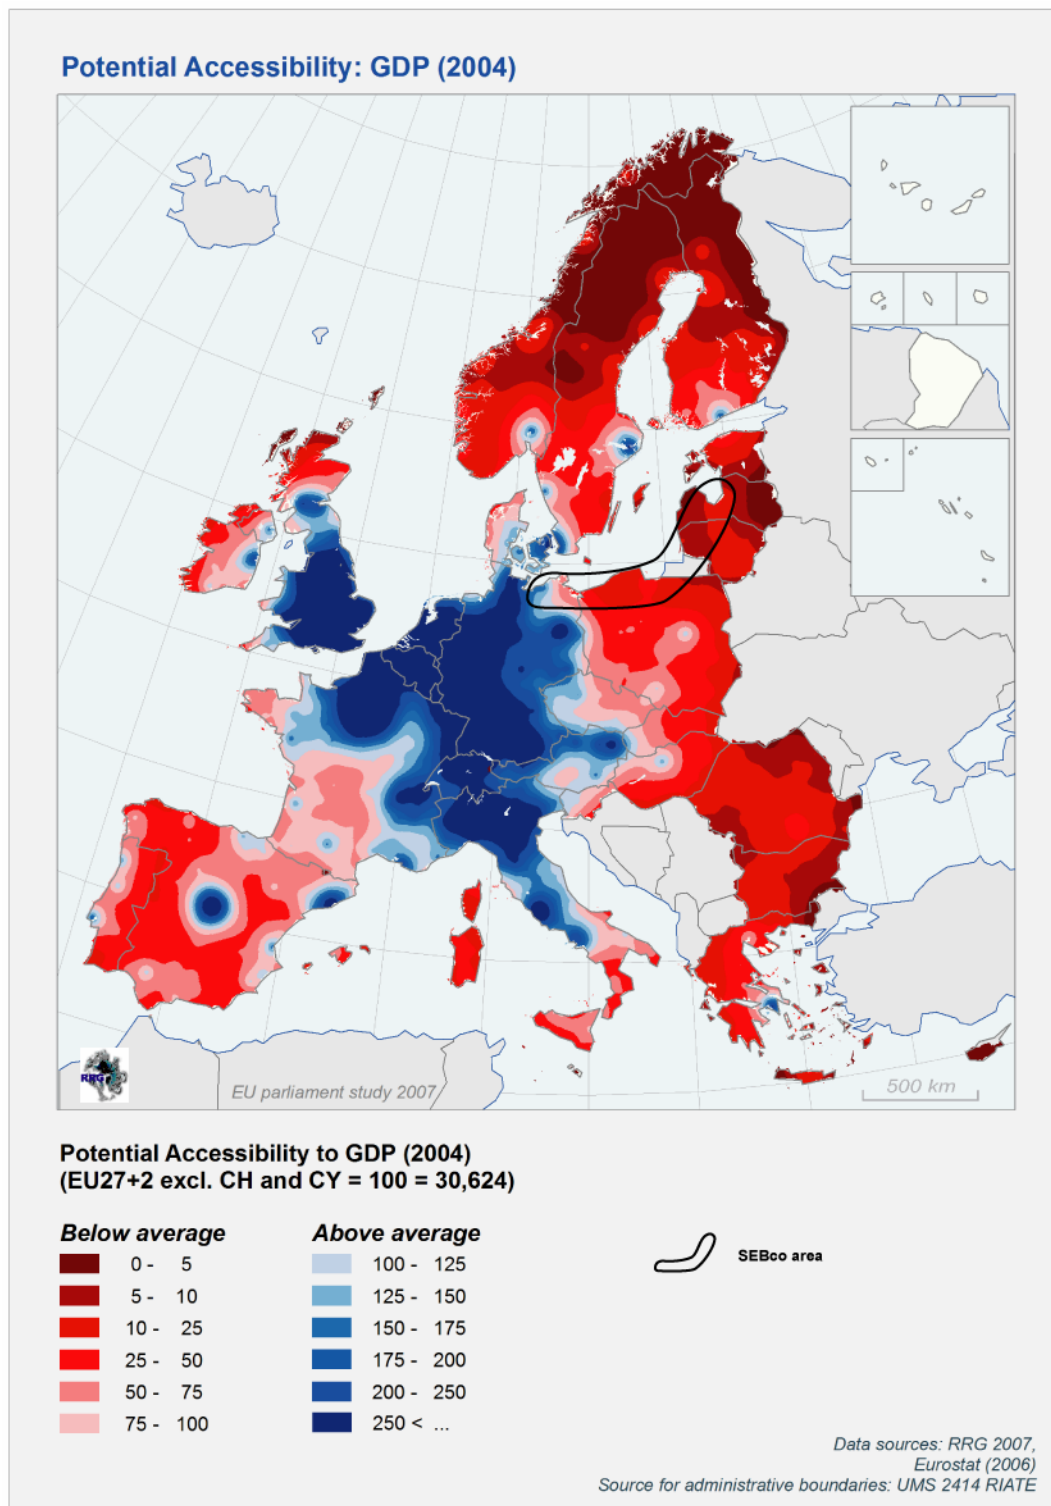 Potential Accessibility: GDP (2004)
RRG
EU parliament study 2007
500 km
Potential Accessibility to GDP (2004)
(EU27+2 excl. CH and CY = 100 = 30,624)
Below average
Above average
0 - 5
100 - 125
5 - 10
125 - 150
10 - 25
150 - 175
25 - 50
175 - 200
50 - 75
200 - 250
75 - 100
250 < ...
SEBco area
Data sources: RRG 2007,
Eurostat (2006)
Source for administrative boundaries: UMS 2414 RIATE